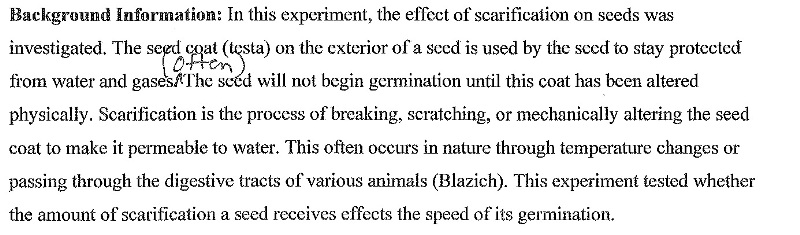 Background Information: In this experiment, the effect of scarification on seeds was
investigated. The seed coat (testa) on the exterior of a seed is used by the seed to stay protected
(often)
from water and gases. The seed will not begin germination until this coat has been altered
physically. Scarification is the process of breaking, scratching, or mechanically altering the seed
coat to make it permeable to water. This often occurs in nature through temperature changes or
passing through the digestive tracts of various animals (Blazich). This experiment tested whether
the amount of scarification a seed receives effects the speed of its germination.